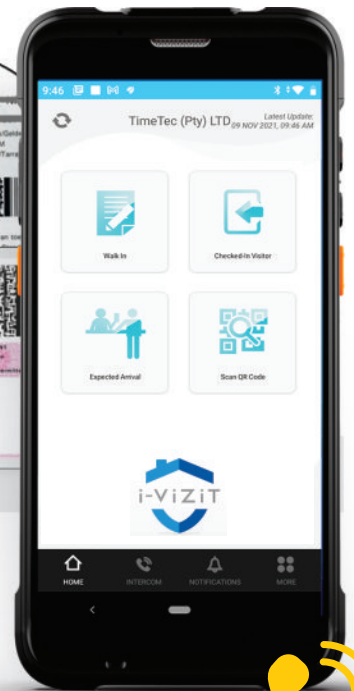 9:46
TimeTec (Pty) LTD
Latest Update:
09 NOV 2021, 09:46 AM
Walk In
Checked-In Visitor
Expected Arrival
Scan QR Code
i-ViZiT
HOME
INTERCOM
NOTIFICATIONS
MORE